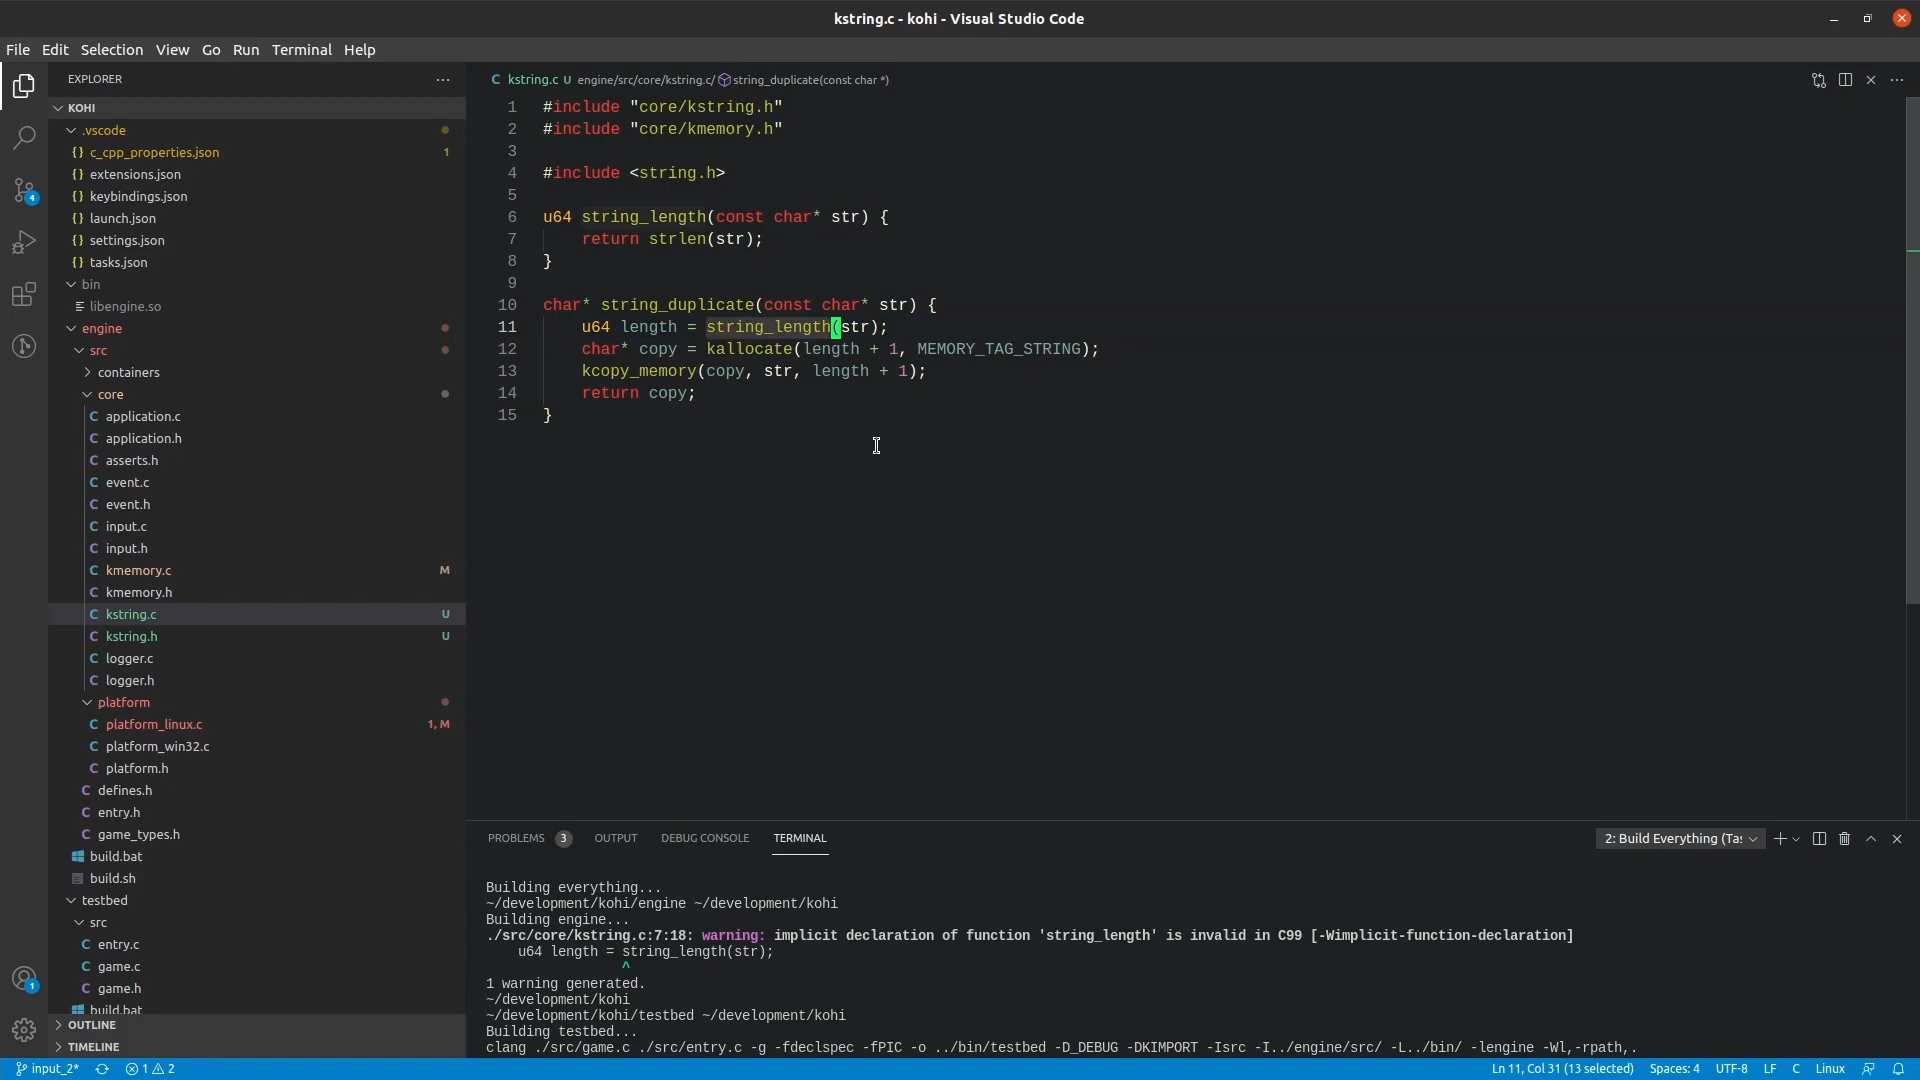 kstring.c - kohi - Visual Studio Code
File Edit Selection View Go Run Terminal Help
EXPLORER
KOHI
.vscode
c_cpp_properties.json 1
extensions.json
keybindings.json
launch.json
settings.json
tasks.json
bin
libengine.so
engine
src
containers
core
application.c
application.h
asserts.h
event.c
event.h
input.c
input.h
kmemory.c M
kmemory.h
kstring.c U
kstring.h U
logger.c
logger.h
platform
platform_linux.c 1, M
platform_win32.c
platform.h
defines.h
entry.h
game_types.h
build.bat
build.sh
testbed
src
entry.c
game.c
game.h
build.bat
OUTLINE
TIMELINE
4
1
C kstring.c U engine/src/core/kstring.c/ string_duplicate(const char *)
1 #include "core/kstring.h"
2 #include "core/kmemory.h"
3
4 #include <string.h>
5
6 u64 string_length(const char* str) {
7 return strlen(str);
8 }
9
10 char* string_duplicate(const char* str) {
11 u64 length = string_length(str);
12 char* copy = kallocate(length + 1, MEMORY_TAG_STRING);
13 kcopy_memory(copy, str, length + 1);
14 return copy;
15 }
PROBLEMS 3 OUTPUT DEBUG CONSOLE TERMINAL
2: Build Everything (Ta
Building everything...
~/development/kohi/engine ~/development/kohi
Building engine...
./src/core/kstring.c:7:18: warning: implicit declaration of function 'string_length' is invalid in C99 [-Wimplicit-function-declaration]
u64 length = string_length(str);
^
1 warning generated.
~/development/kohi
~/development/kohi/testbed ~/development/kohi
Building testbed...
clang ./src/game.c ./src/entry.c -g -fdeclspec -fPIC -o ../bin/testbed -D_DEBUG -DKIMPORT -Isrc -I../engine/src/ -L../bin/ -lengine -Wl,-rpath,.
input_2* 1 2 Ln 11, Col 31 (13 selected) Spaces: 4 UTF-8 LF C Linux